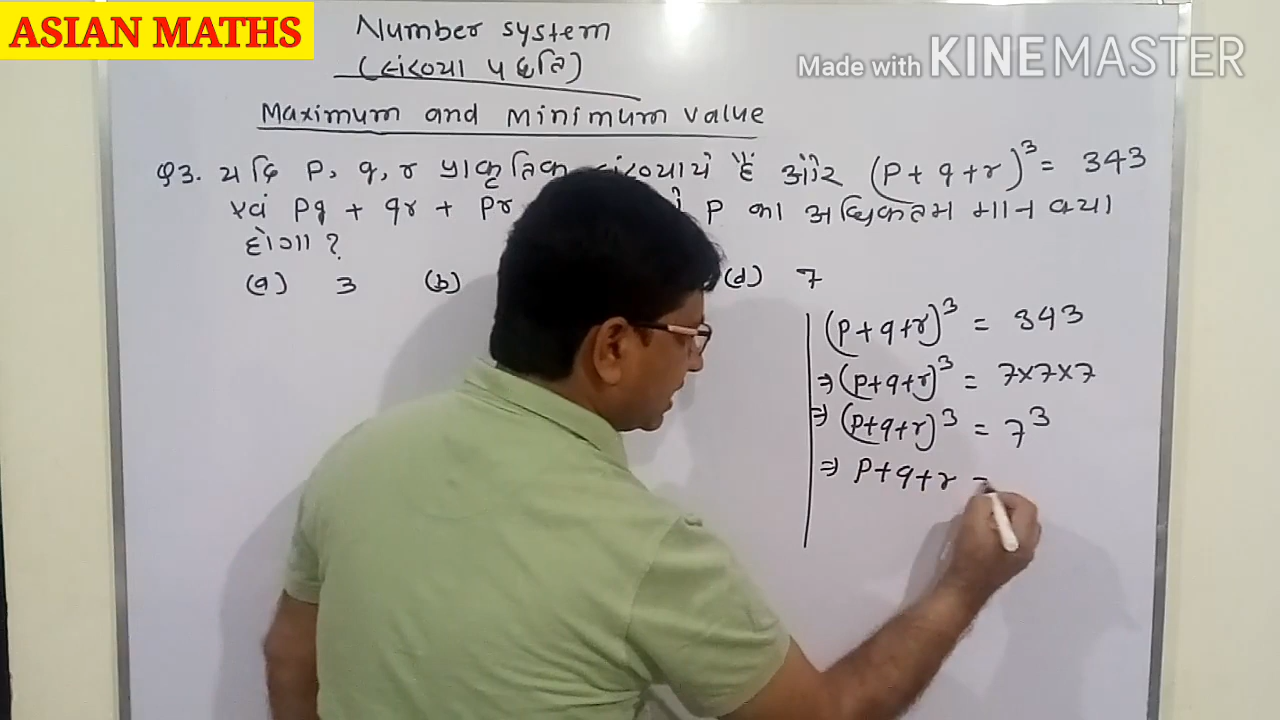 ASIAN MATHS
Made with KINEMASTER
Number system
(संख्या पद्धति)
Maximum and minimum value
Q3. यदि P, q, r प्राकृतिक संख्यायें हैं और (P+q+r)³ = 343
एवं Pq + qr + Pr P का अधिकतम मान क्या
होगा?
(a) 3 (b) (d) 7
(P+q+r)³ = 343
⇒ (P+q+r)³ = 7×7×7
⇒ (P+q+r)³ = 7³
⇒ P+q+r =